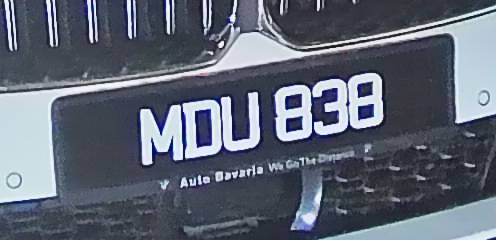 MDU 838
Auto Bavaria We Go The Distance